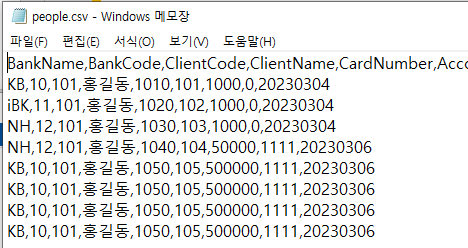 people.csv - Windows 메모장
파일(F) 편집(E) 서식(O) 보기(V) 도움말(H)
BankName,BankCode,ClientCode,ClientName,CardNumber,Acco
KB,10,101,홍길동,1010,101,1000,0,20230304
iBK,11,101,홍길동,1020,102,1000,0,20230304
NH,12,101,홍길동,1030,103,1000,0,20230304
NH,12,101,홍길동,1040,104,50000,1111,20230306
KB,10,101,홍길동,1050,105,500000,1111,20230306
KB,10,101,홍길동,1050,105,500000,1111,20230306
KB,10,101,홍길동,1050,105,500000,1111,20230306
KB,10,101,홍길동,1050,105,500000,1111,20230306